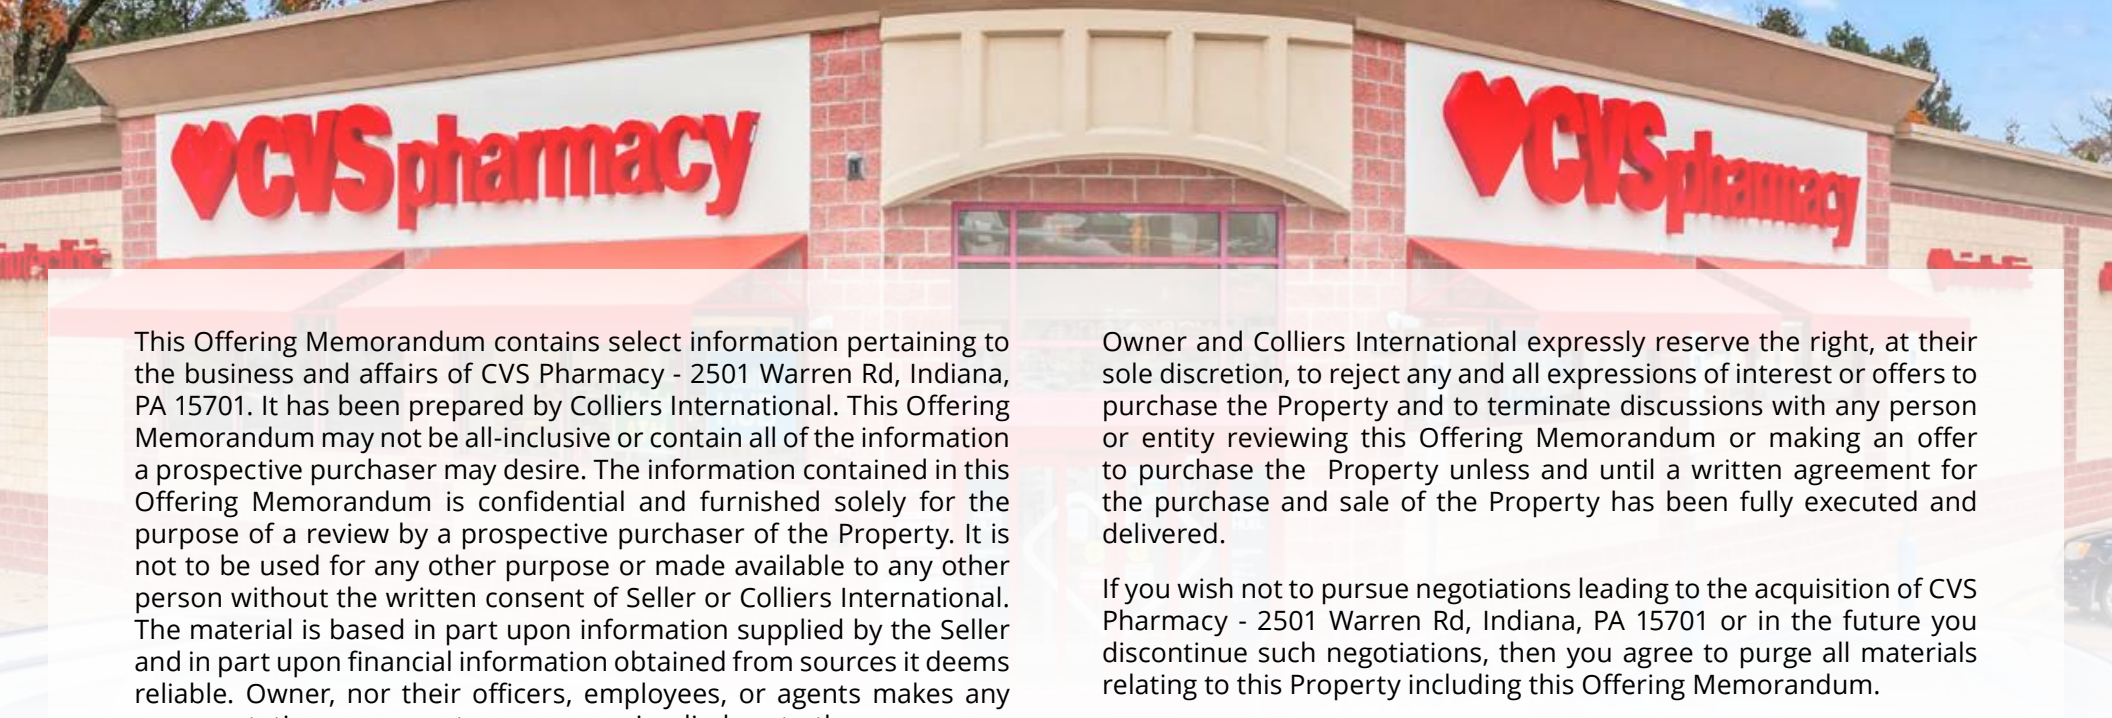 CVS pharmacy
CVS pharmacy
This Offering Memorandum contains select information pertaining to
the business and affairs of CVS Pharmacy - 2501 Warren Rd, Indiana,
PA 15701. It has been prepared by Colliers International. This Offering
Memorandum may not be all-inclusive or contain all of the information
a prospective purchaser may desire. The information contained in this
Offering Memorandum is confidential and furnished solely for the
purpose of a review by a prospective purchaser of the Property. It is
not to be used for any other purpose or made available to any other
person without the written consent of Seller or Colliers International.
The material is based in part upon information supplied by the Seller
and in part upon financial information obtained from sources it deems
reliable. Owner, nor their officers, employees, or agents makes any
Owner and Colliers International expressly reserve the right, at their
sole discretion, to reject any and all expressions of interest or offers to
purchase the Property and to terminate discussions with any person
or entity reviewing this Offering Memorandum or making an offer
to purchase the Property unless and until a written agreement for
the purchase and sale of the Property has been fully executed and
delivered.
If you wish not to pursue negotiations leading to the acquisition of CVS
Pharmacy - 2501 Warren Rd, Indiana, PA 15701 or in the future you
discontinue such negotiations, then you agree to purge all materials
relating to this Property including this Offering Memorandum.